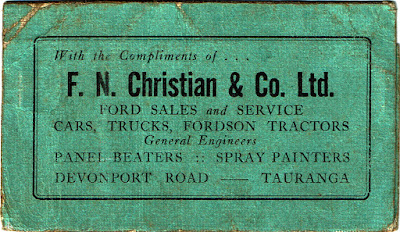 With the Compliments of . . .
F. N. Christian & Co. Ltd.
FORD SALES and SERVICE
CARS, TRUCKS, FORDSON TRACTORS
General Engineers
PANEL BEATERS :: SPRAY PAINTERS
DEVONPORT ROAD — TAURANGA